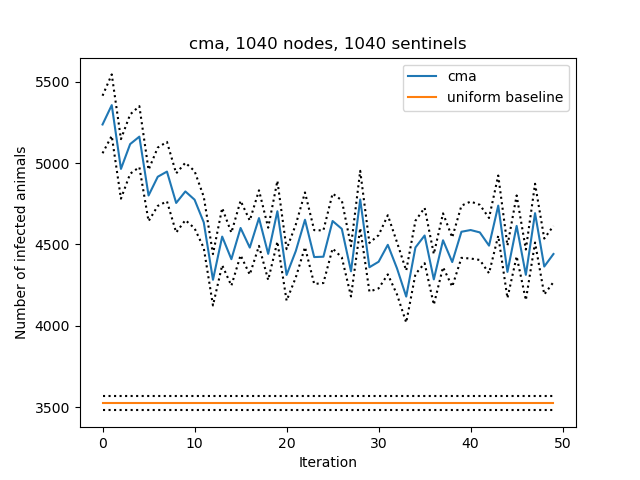 cma, 1040 nodes, 1040 sentinels
cma
uniform baseline
5500
5000
4500
4000
3500
Number of infected animals
0 10 20 30 40 50
Iteration